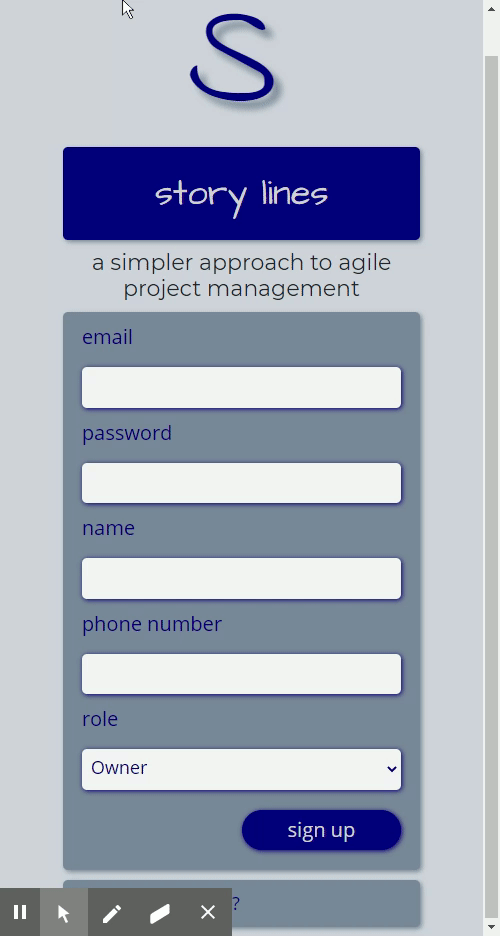 S
story lines
a simpler approach to agile
project management
email
password
name
phone number
role
Owner
sign up
?